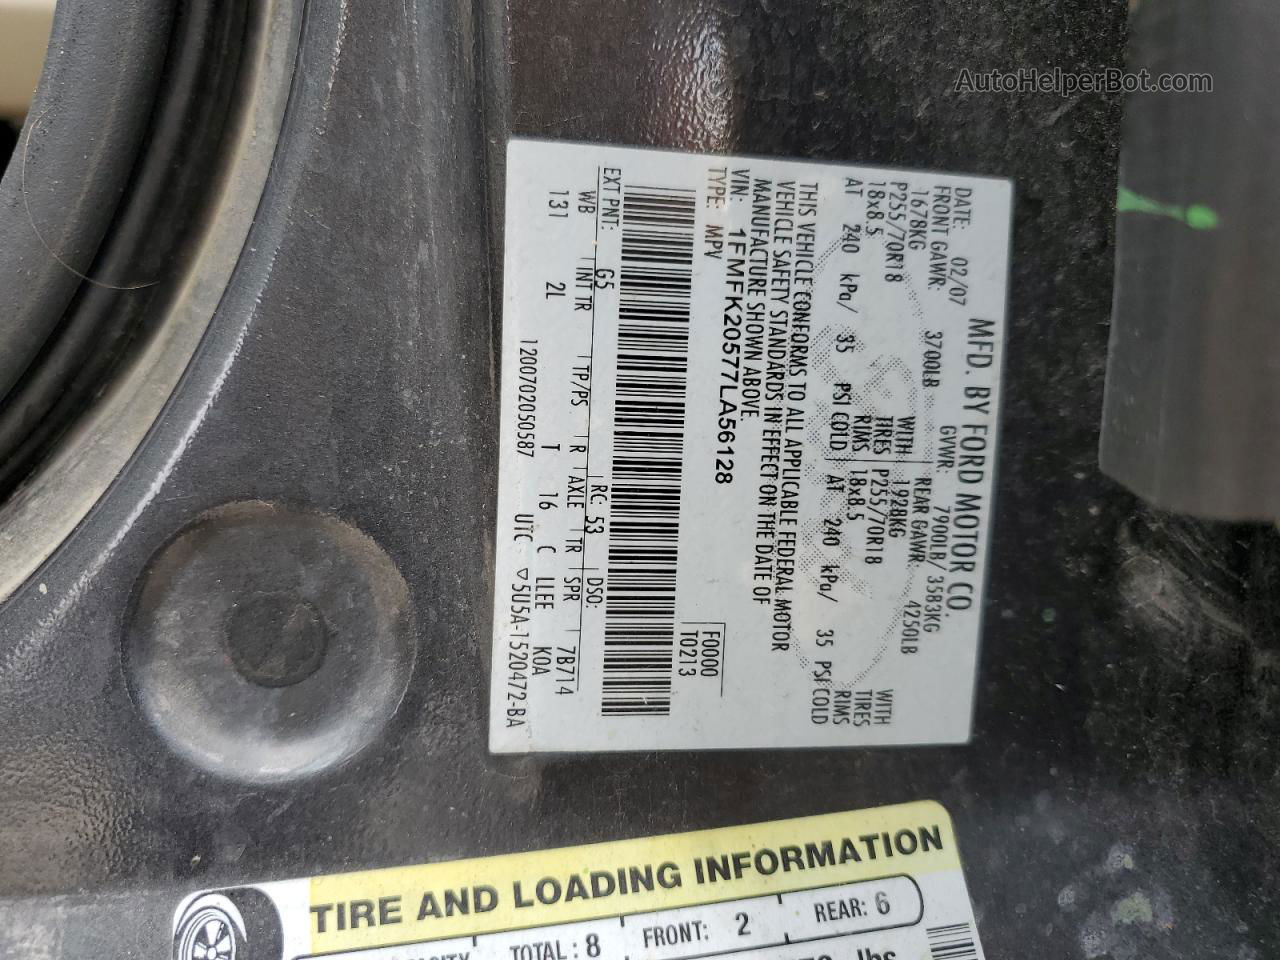 AutoHelperBot.com
MFD. BY FORD MOTOR CO.
DATE: 02/07 GVWR: 7900LB/ 3583KG
FRONT GAWR: 3700LB REAR GAWR: 4250LB
1678KG WITH 1928KG WITH
P255/70R18 TIRES P255/70R18 TIRES
18x8.5 RIMS 18x8.5 RIMS
AT 240 kPa/ 35 PSI COLD AT 240 kPa/ 35 PSI COLD
THIS VEHICLE CONFORMS TO ALL APPLICABLE FEDERAL MOTOR
VEHICLE SAFETY STANDARDS IN EFFECT ON THE DATE OF
MANUFACTURE SHOWN ABOVE.
VIN: 1FMFK20577LA56128
TYPE: MPV
F0000
T0213
EXT PNT: G5 RC: 53 DSO:
WB INT TR TP/PS R AXLE TR SPR 7B714
131 2L T 16 C LLEE KOA
120070205058​7 UTC ▽5U5A-1520472-BA
TIRE AND LOADING INFORMATION
TOTAL: 8 FRONT: 2 REAR: 6
lbs